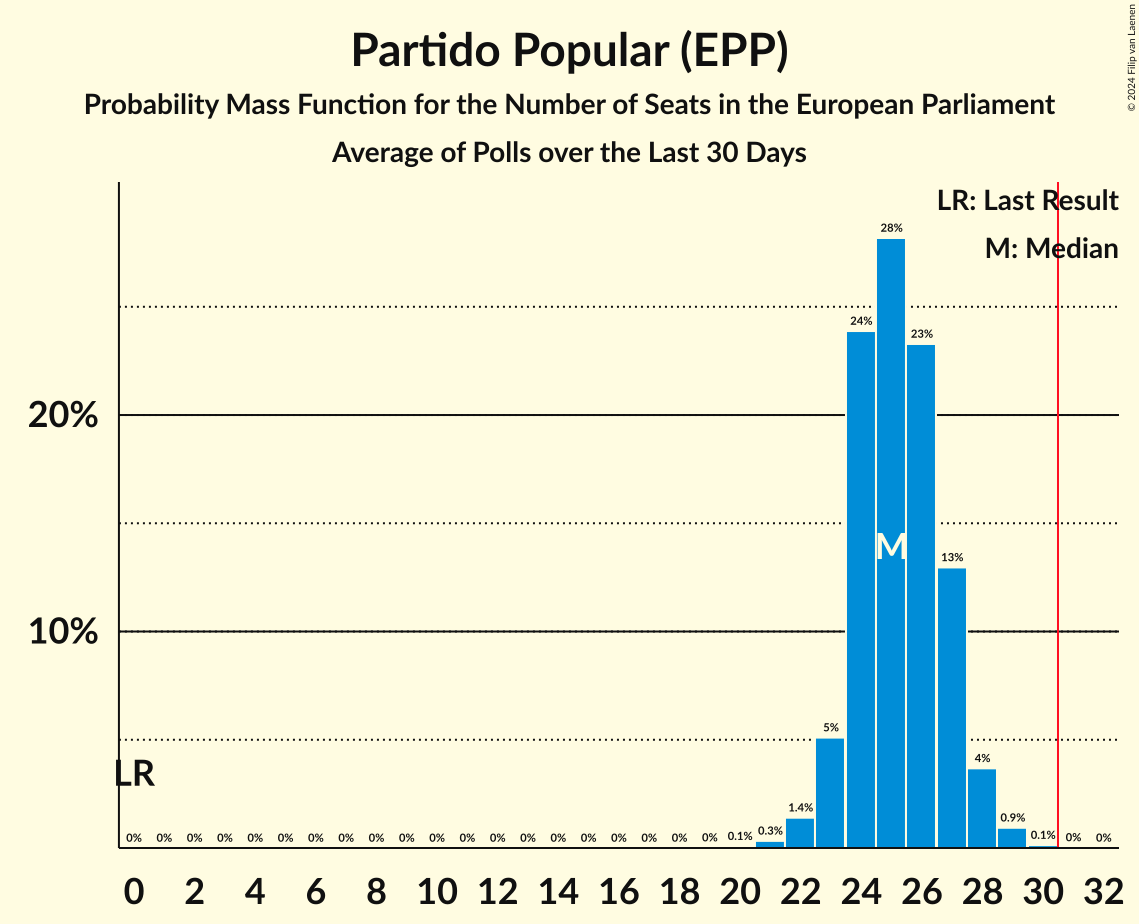 Partido Popular (EPP)
Probability Mass Function for the Number of Seats in the European Parliament
Average of Polls over the Last 30 Days
© 2024 Filip van Laenen
LR: Last Result
M: Median
28%
24%
23%
20%
M
13%
10%
5%
4%
LR
1.4%
0.9%
0% 0% 0% 0% 0% 0% 0% 0% 0% 0% 0% 0% 0% 0% 0% 0% 0% 0% 0% 0% 0.1% 0.3% 0.1% 0% 0%
0 2 4 6 8 10 12 14 16 18 20 22 24 26 28 30 32